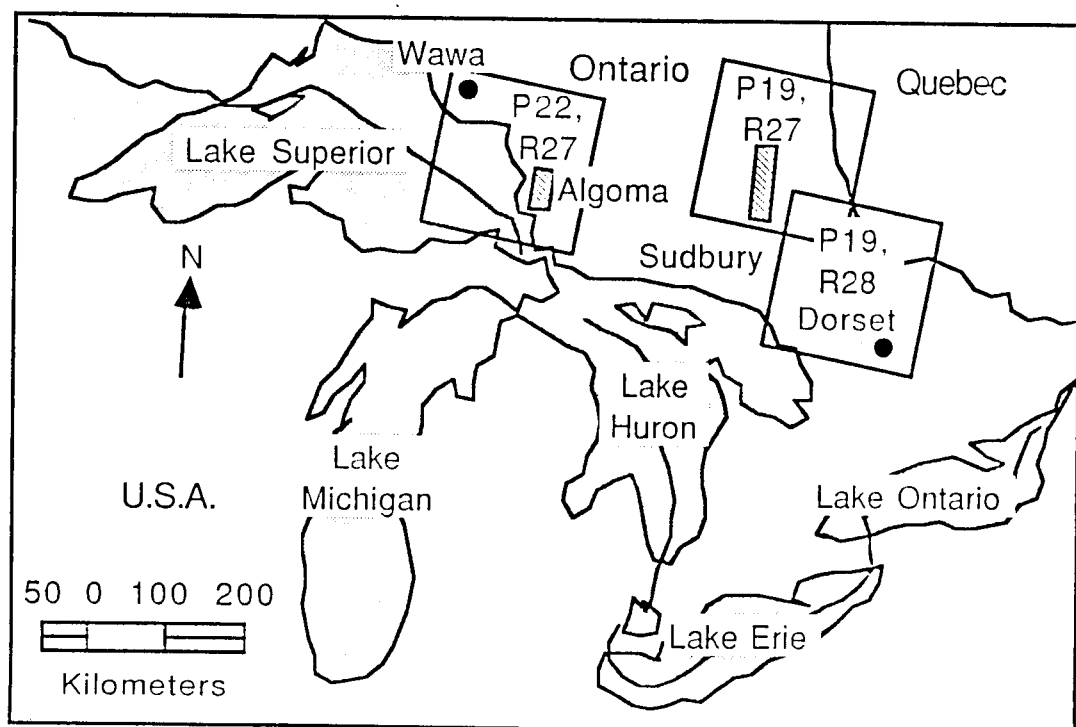 Wawa
Ontario
Quebec
P22,
R27
P19,
R27
Lake Superior
Algoma
N
Sudbury
P19,
R28
Dorset
Lake
Huron
Lake
Michigan
U.S.A.
Lake Ontario
50 0 100 200
Kilometers
Lake Erie